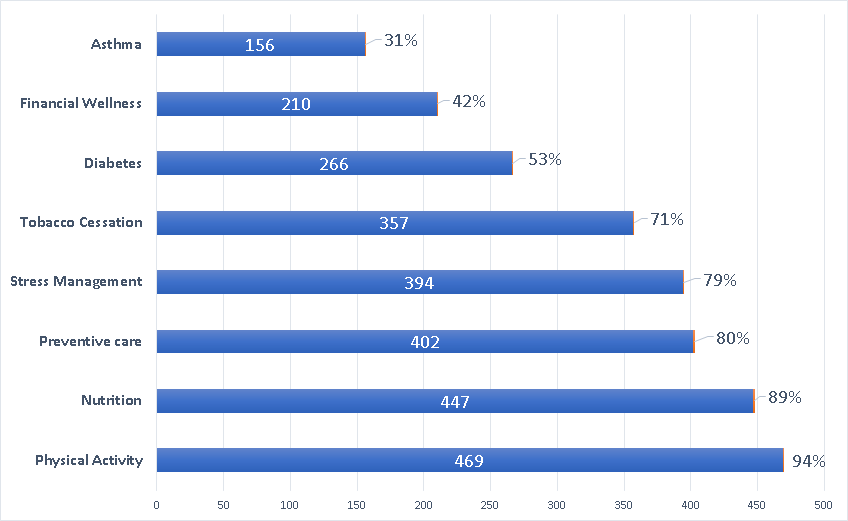 Asthma 156 31%
Financial Wellness 210 42%
Diabetes 266 53%
Tobacco Cessation 357 71%
Stress Management 394 79%
Preventive care 402 80%
Nutrition 447 89%
Physical Activity 469 94%
0 50 100 150 200 250 300 350 400 450 500